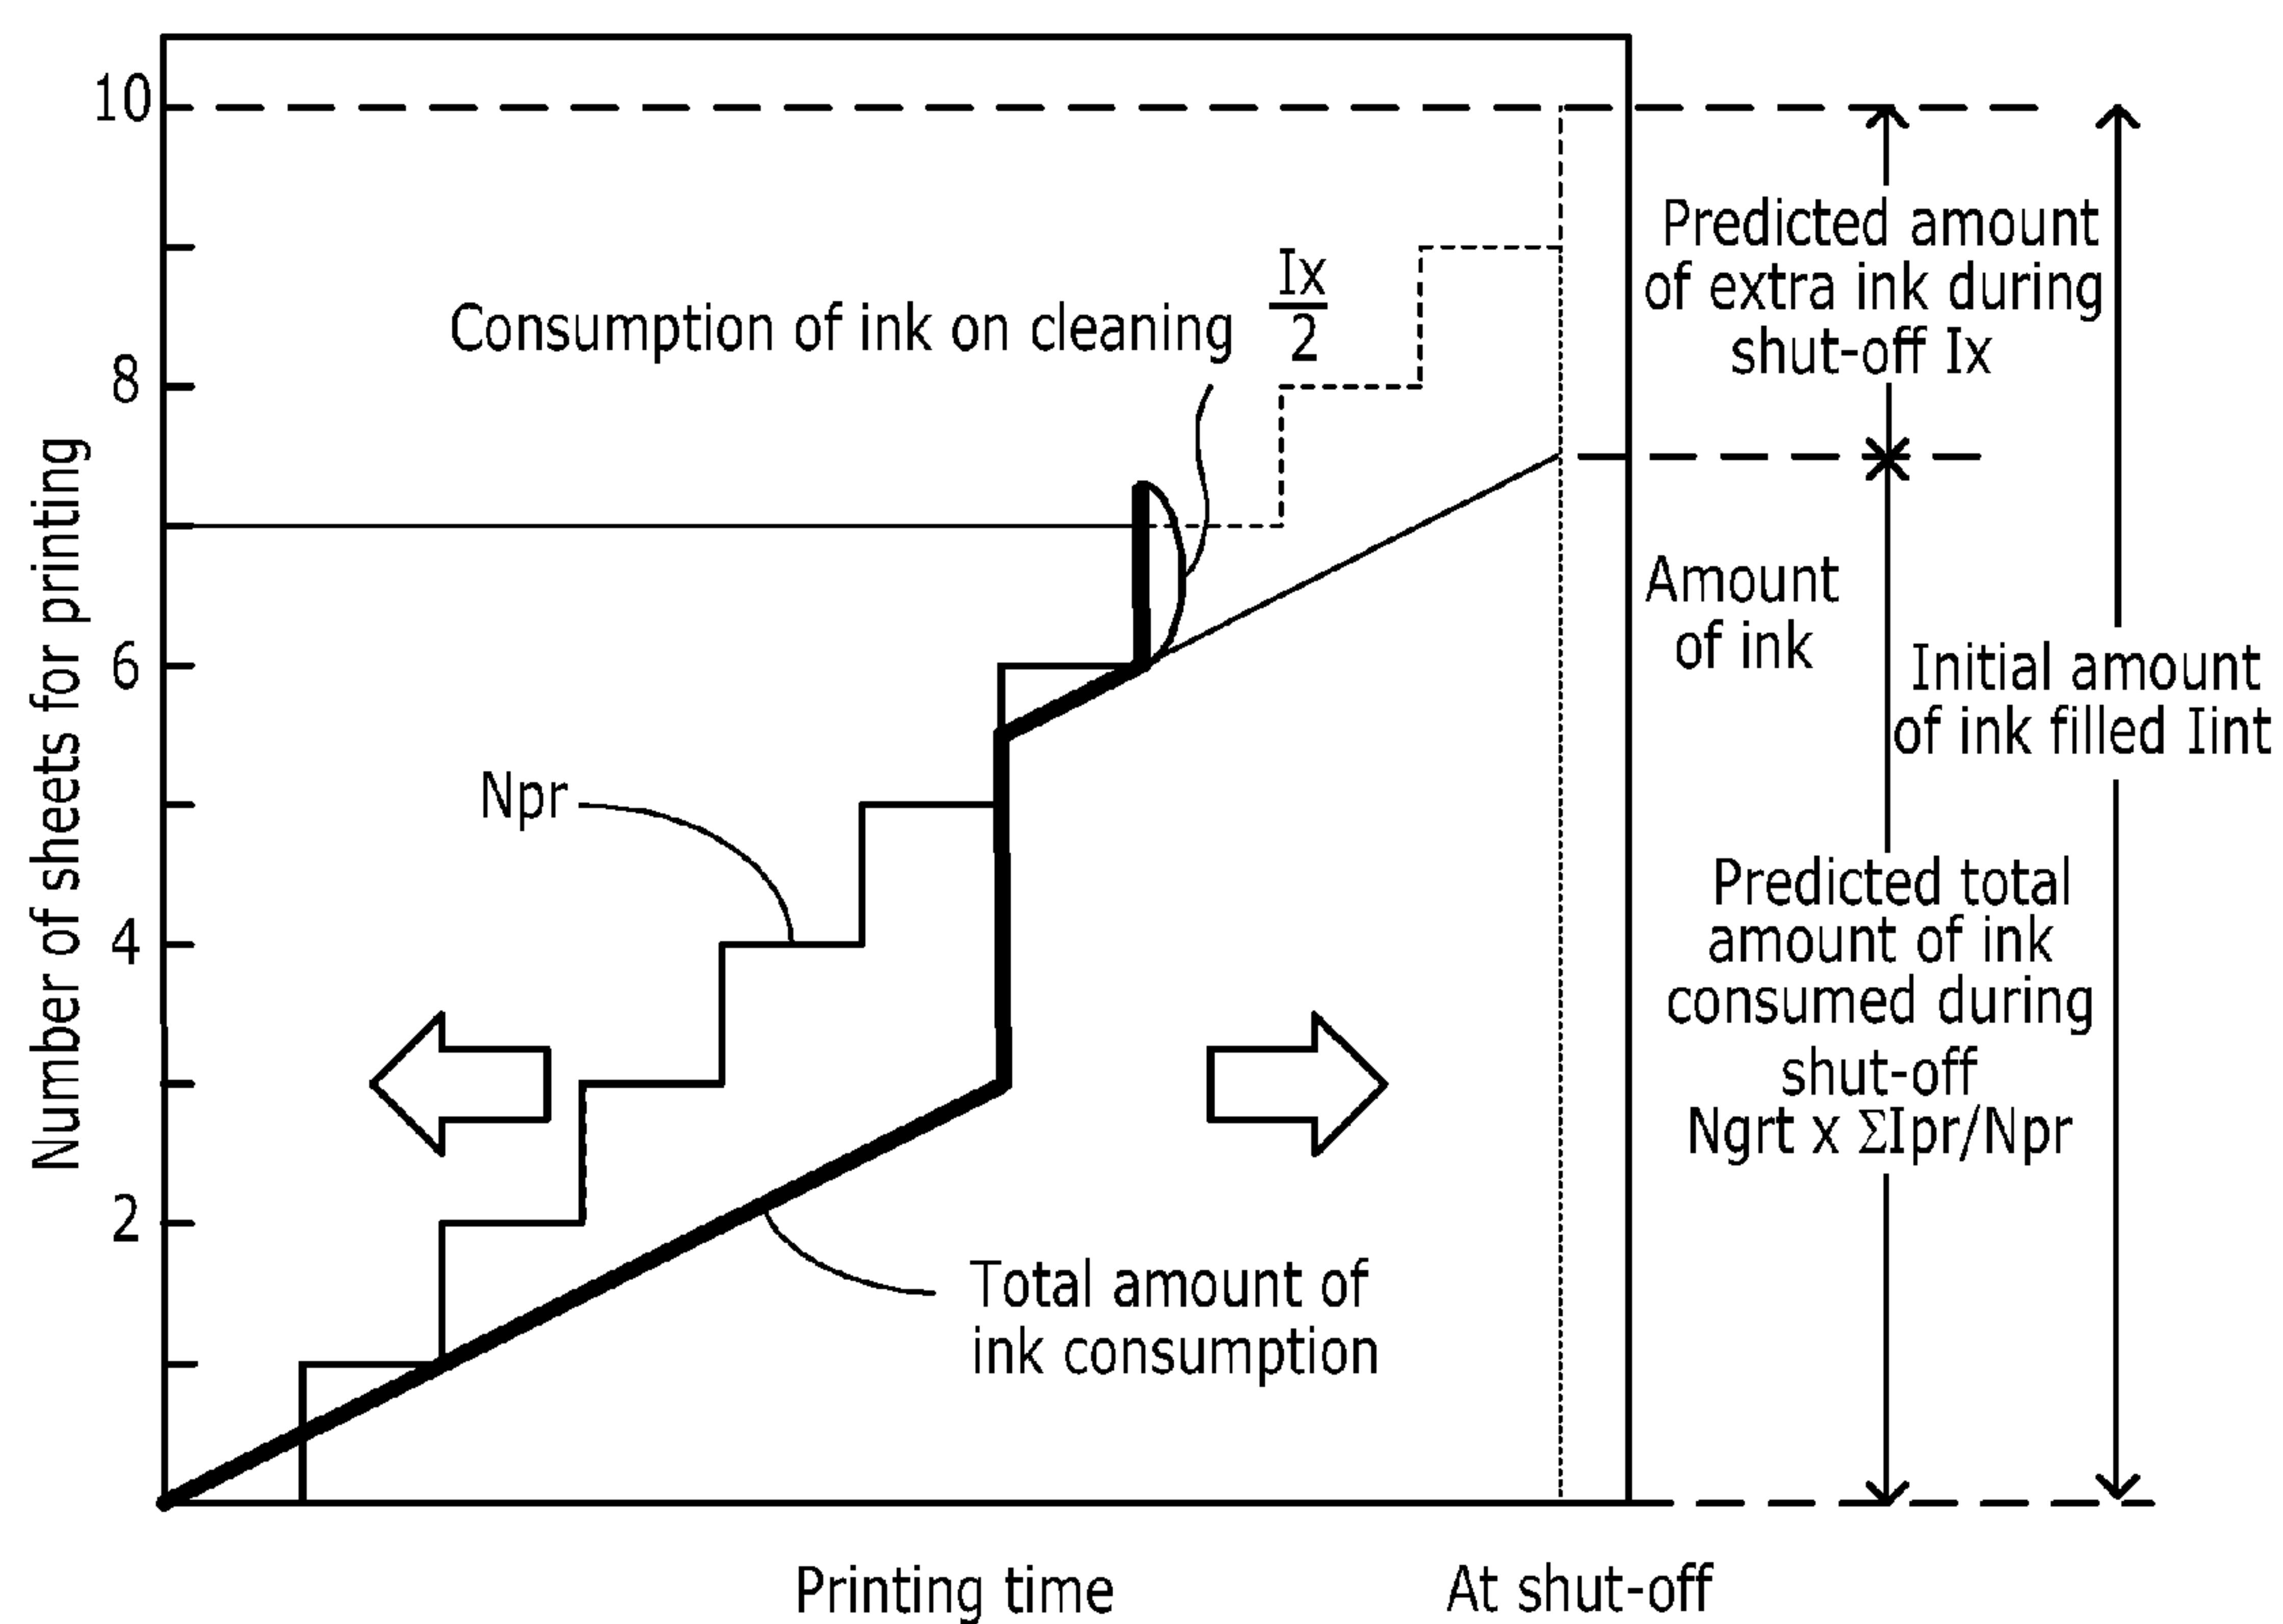 10
8
6
4
2
Number of sheets for printing
Consumption of ink on cleaning Ix/2
Npr
Total amount of
ink consumption
Printing time
At shut-off
Predicted amount
of extra ink during
shut-off Ix
Amount
of ink
Initial amount
of ink filled Iint
Predicted total
amount of ink
consumed during
shut-off
Ngrt x ΣIpr/Npr